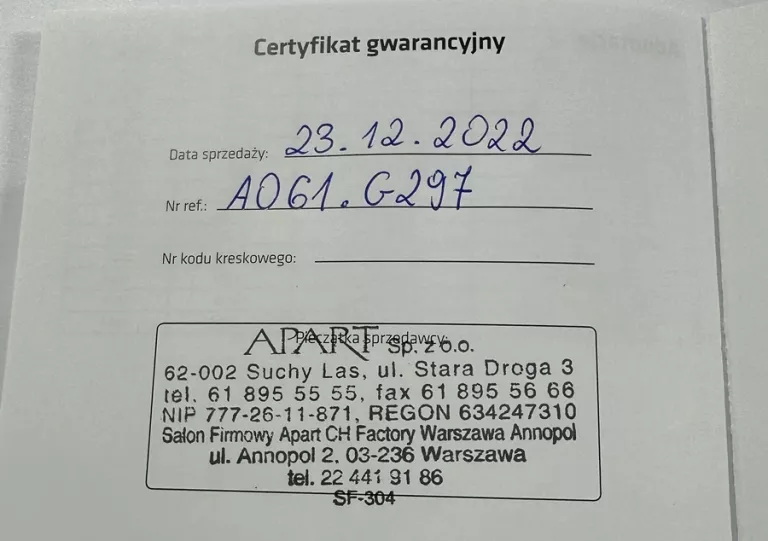 Certyfikat gwarancyjny
Data sprzedaży: 23.12.2022
Nr ref.: A061.G297
Nr kodu kreskowego:
Pieczątka sprzedawcy:
APART Sp. z o.o.
62-002 Suchy Las, ul. Stara Droga 3
tel. 61 895 55 55, fax 61 895 56 66
NIP 777-26-11-871, REGON 634247310
Salon Firmowy Apart CH Factory Warszawa Annopol
ul. Annopol 2, 03-236 Warszawa
tel. 22 441 91 86
SF-304